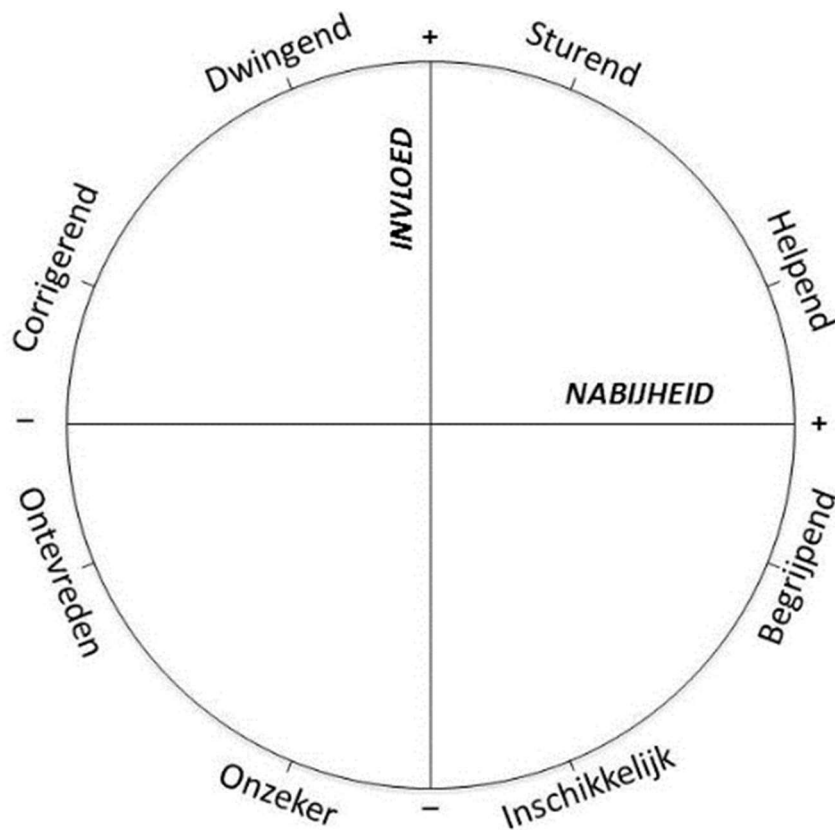 Dwingend
+
Sturend
INVLOED
Corrigerend
Helpend
NABIJHEID
–
+
Ontevreden
Begrijpend
Onzeker
–
Inschikkelijk